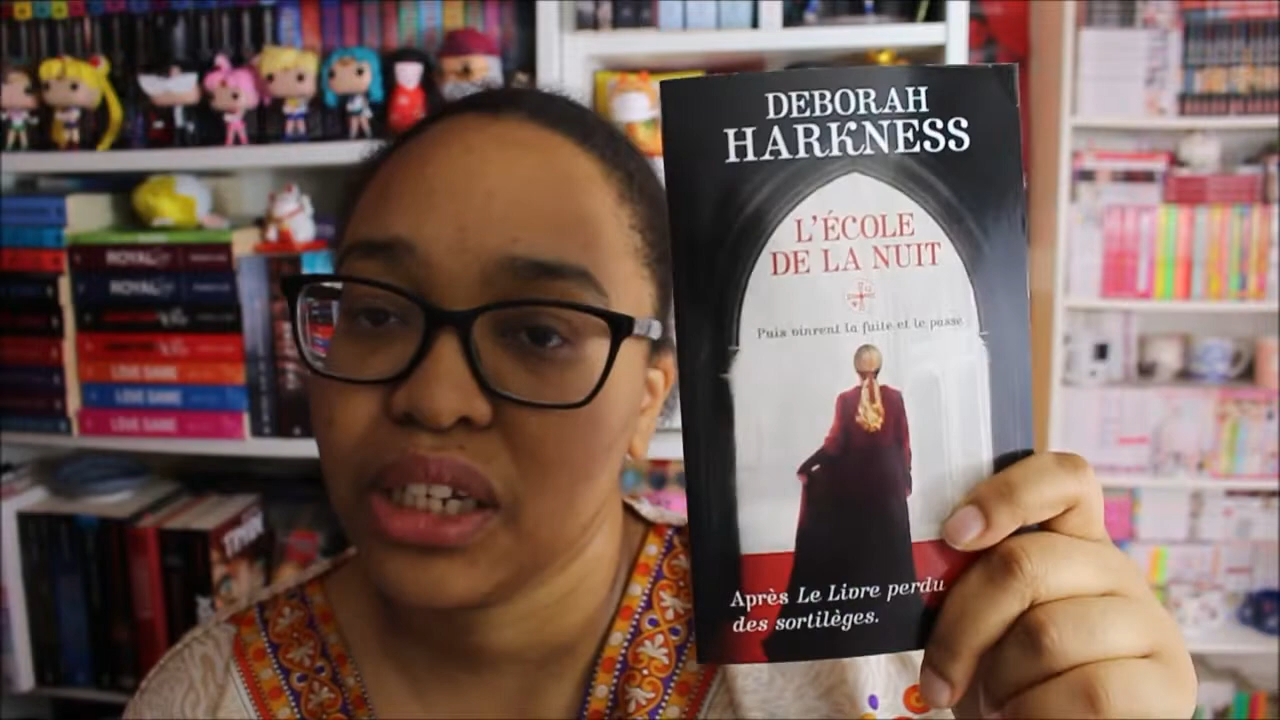 DEBORAH
HARKNESS
L'ÉCOLE
DE LA NUIT
Puis vinrent la fuite et le passé
Après Le Livre perdu
des sortilèges.
ROYAL
ROYAL
LOVE GAME
LOVE GAME
LOVE GAME